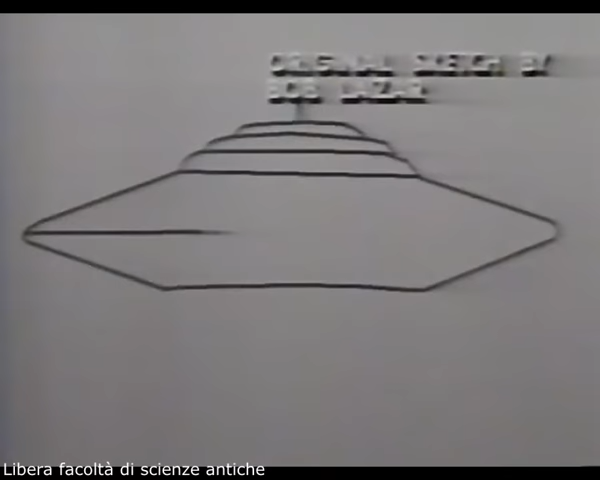 ORIGINAL SKETCH BY
BOB LAZAR
Libera facoltà di scienze antiche